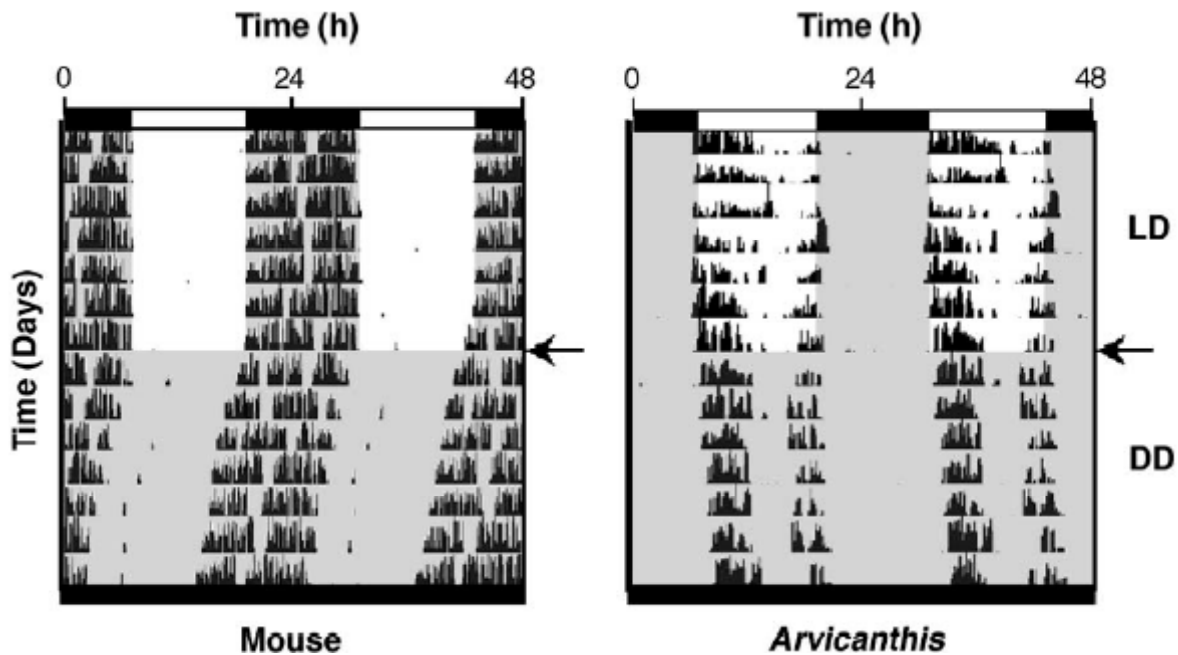 Time (h)
Time (h)
0 24 48
0 24 48
Time (Days)
LD
DD
Mouse
Arvicanthis